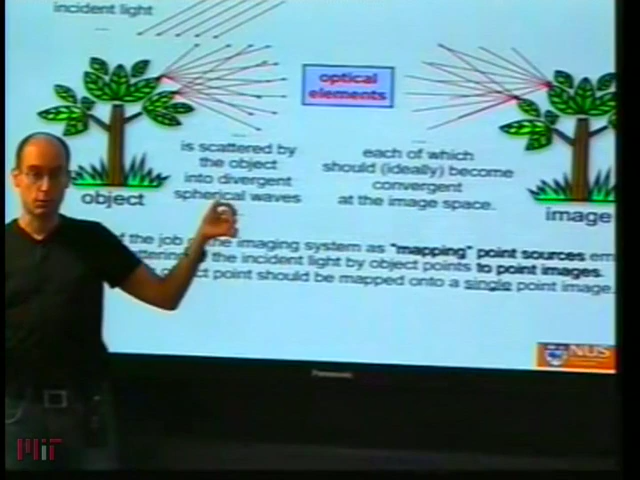 incident light
optical
elements
is scattered by
the object
into divergent
spherical waves
each of which
should (ideally) become
convergent
at the image space.
object
image
of the job of the imaging system as "mapping" point sources em
the incident light by object points to point images.
object point should be mapped onto a single point image.
NUS
Panasonic
MIT